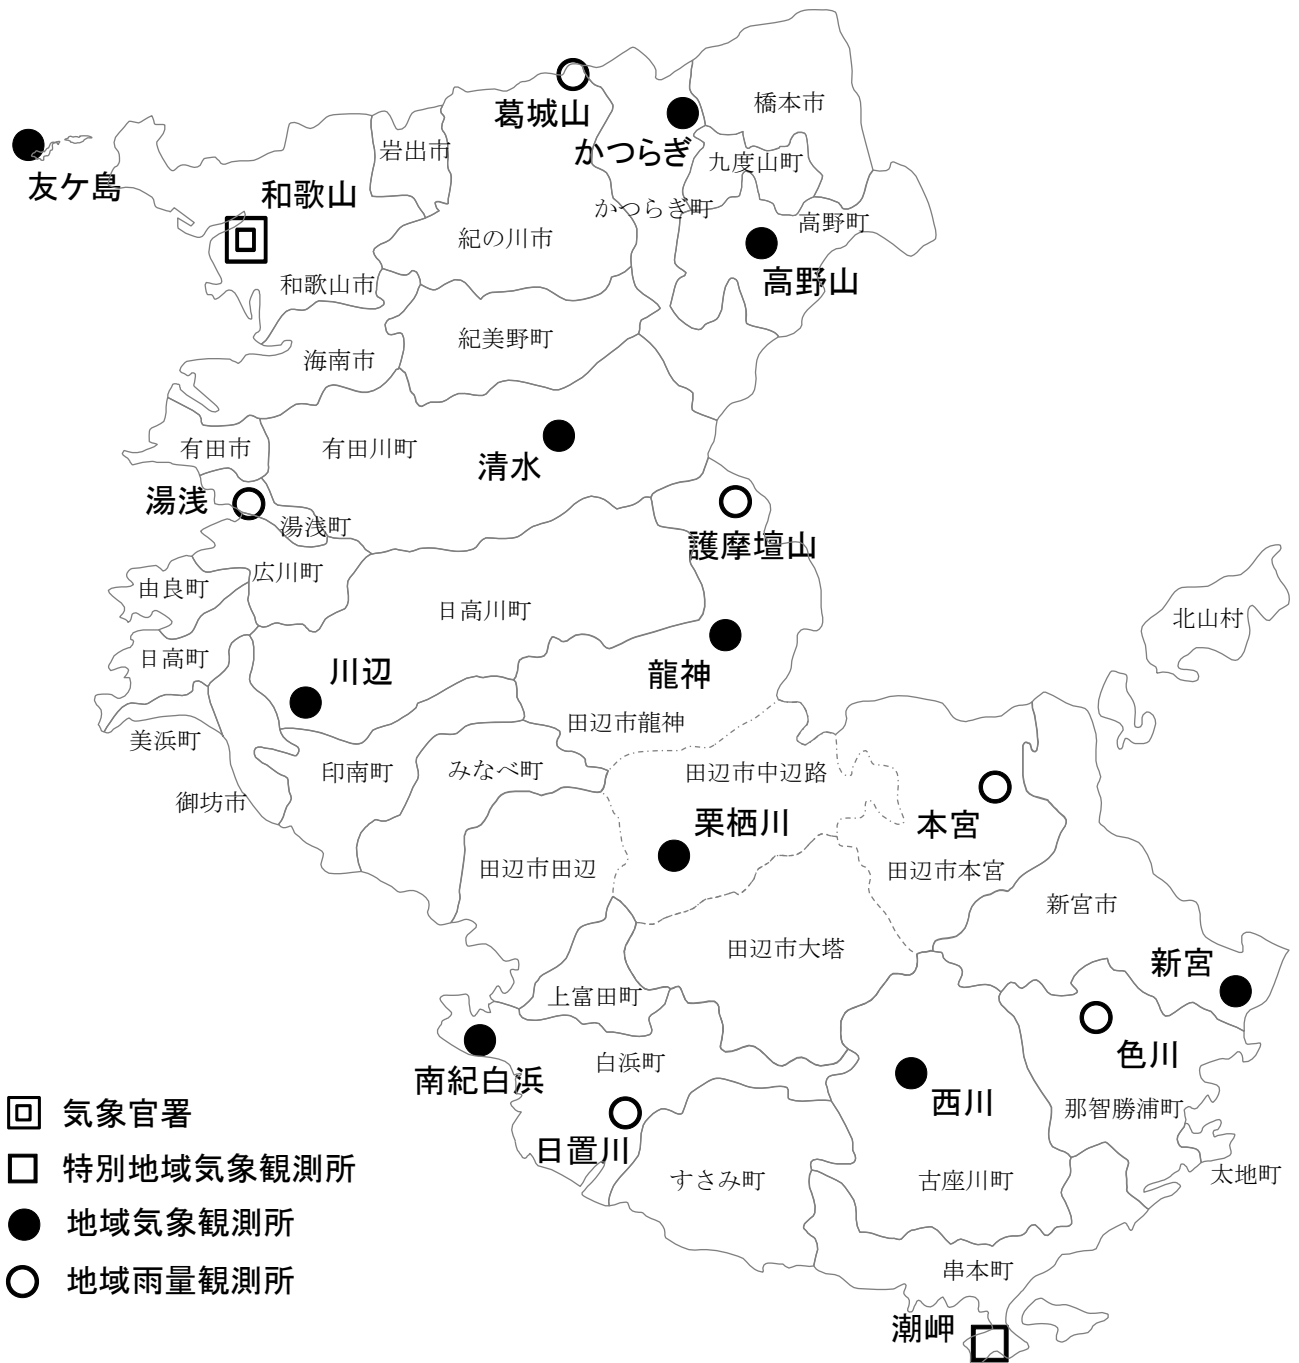 葛城山
橋本市
岩出市
かつらぎ
九度山町
友ケ島
和歌山
かつらぎ町
高野町
紀の川市
高野山
和歌山市
紀美野町
海南市
有田市
有田川町
清水
湯浅
湯浅町
護摩壇山
広川町
由良町
日高川町
北山村
日高町
川辺
龍神
田辺市龍神
美浜町
印南町
みなべ町
田辺市中辺路
御坊市
栗栖川
本宮
田辺市田辺
田辺市本宮
新宮市
田辺市大塔
新宮
上富田町
色川
白浜町
南紀白浜
西川
那智勝浦町
日置川
すさみ町
古座川町
太地町
串本町
潮岬
気象官署
特別地域気象観測所
地域気象観測所
地域雨量観測所